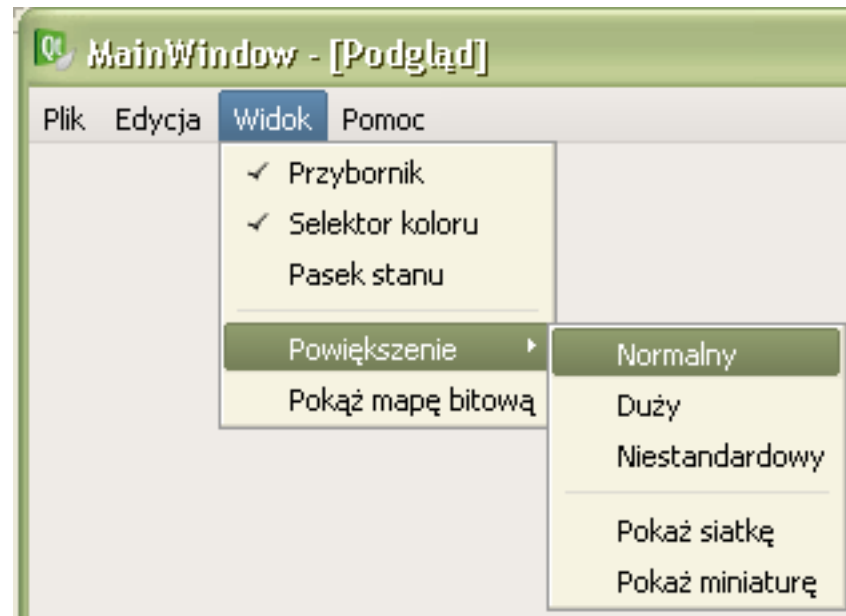 MainWindow - [Podgląd]
Plik Edycja Widok Pomoc
Przybornik
Selektor koloru
Pasek stanu
Powiększenie
Pokąż mapę bitową
Normalny
Duży
Niestandardowy
Pokaż siatkę
Pokaż miniaturę